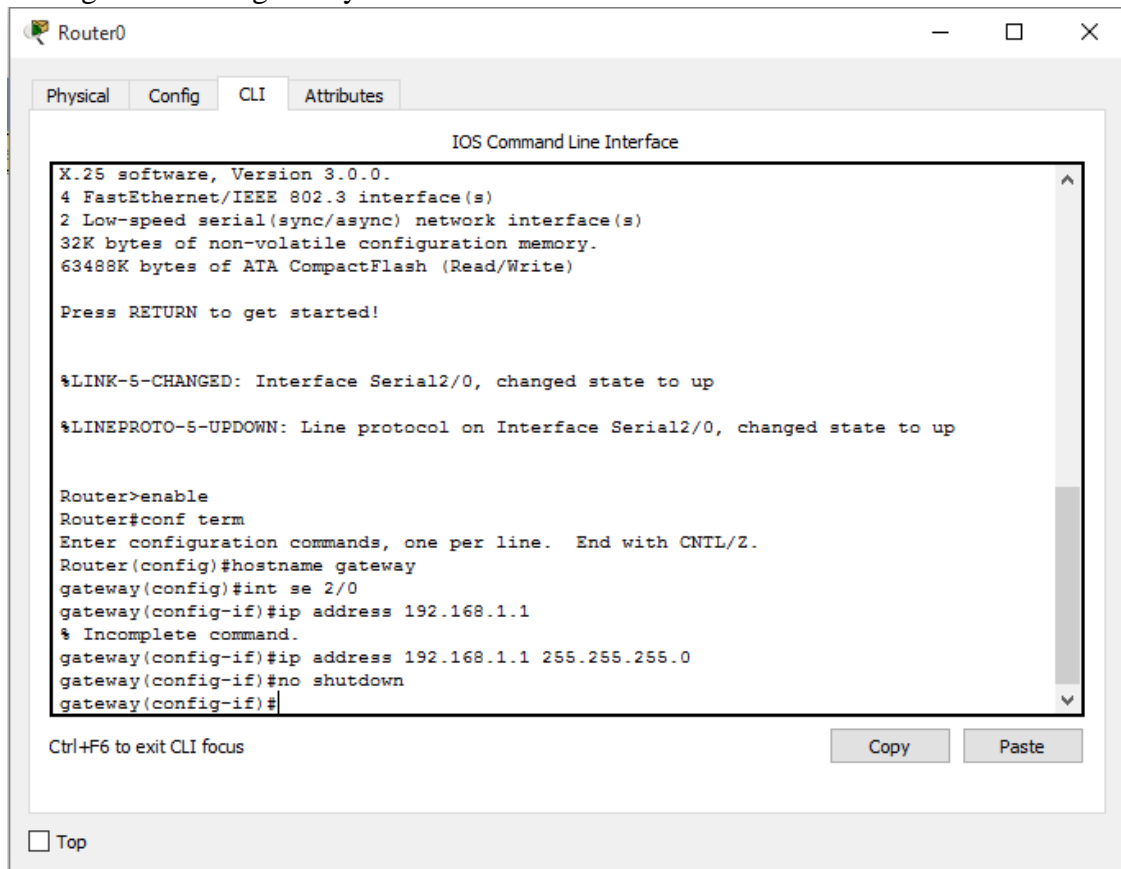 Router0
Physical Config CLI Attributes
IOS Command Line Interface
X.25 software, Version 3.0.0.
4 FastEthernet/IEEE 802.3 interface(s)
2 Low-speed serial(sync/async) network interface(s)
32K bytes of non-volatile configuration memory.
63488K bytes of ATA CompactFlash (Read/Write)
Press RETURN to get started!
%LINK-5-CHANGED: Interface Serial2/0, changed state to up
%LINEPROTO-5-UPDOWN: Line protocol on Interface Serial2/0, changed state to up
Router>enable
Router#conf term
Enter configuration commands, one per line.  End with CNTL/Z.
Router(config)#hostname gateway
gateway(config)#int se 2/0
gateway(config-if)#ip address 192.168.1.1
% Incomplete command.
gateway(config-if)#ip address 192.168.1.1 255.255.255.0
gateway(config-if)#no shutdown
gateway(config-if)#
Ctrl+F6 to exit CLI focus
Copy Paste
Top